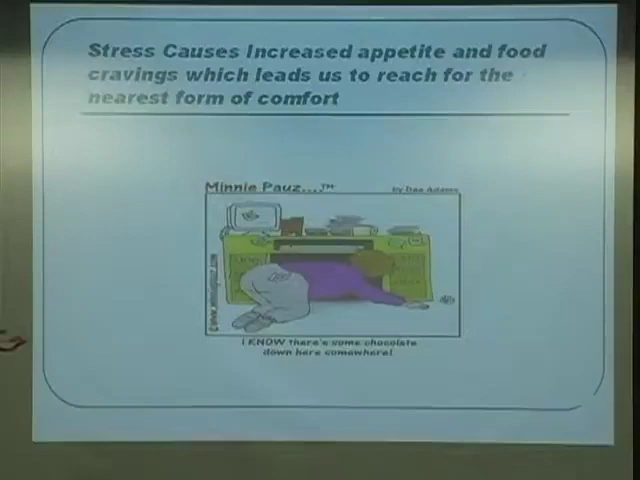 Stress Causes Increased appetite and food
cravings which leads us to reach for the
nearest form of comfort
Minnie Pauz....™
by Dee Adams
I KNOW there's some chocolate
down here somewhere!